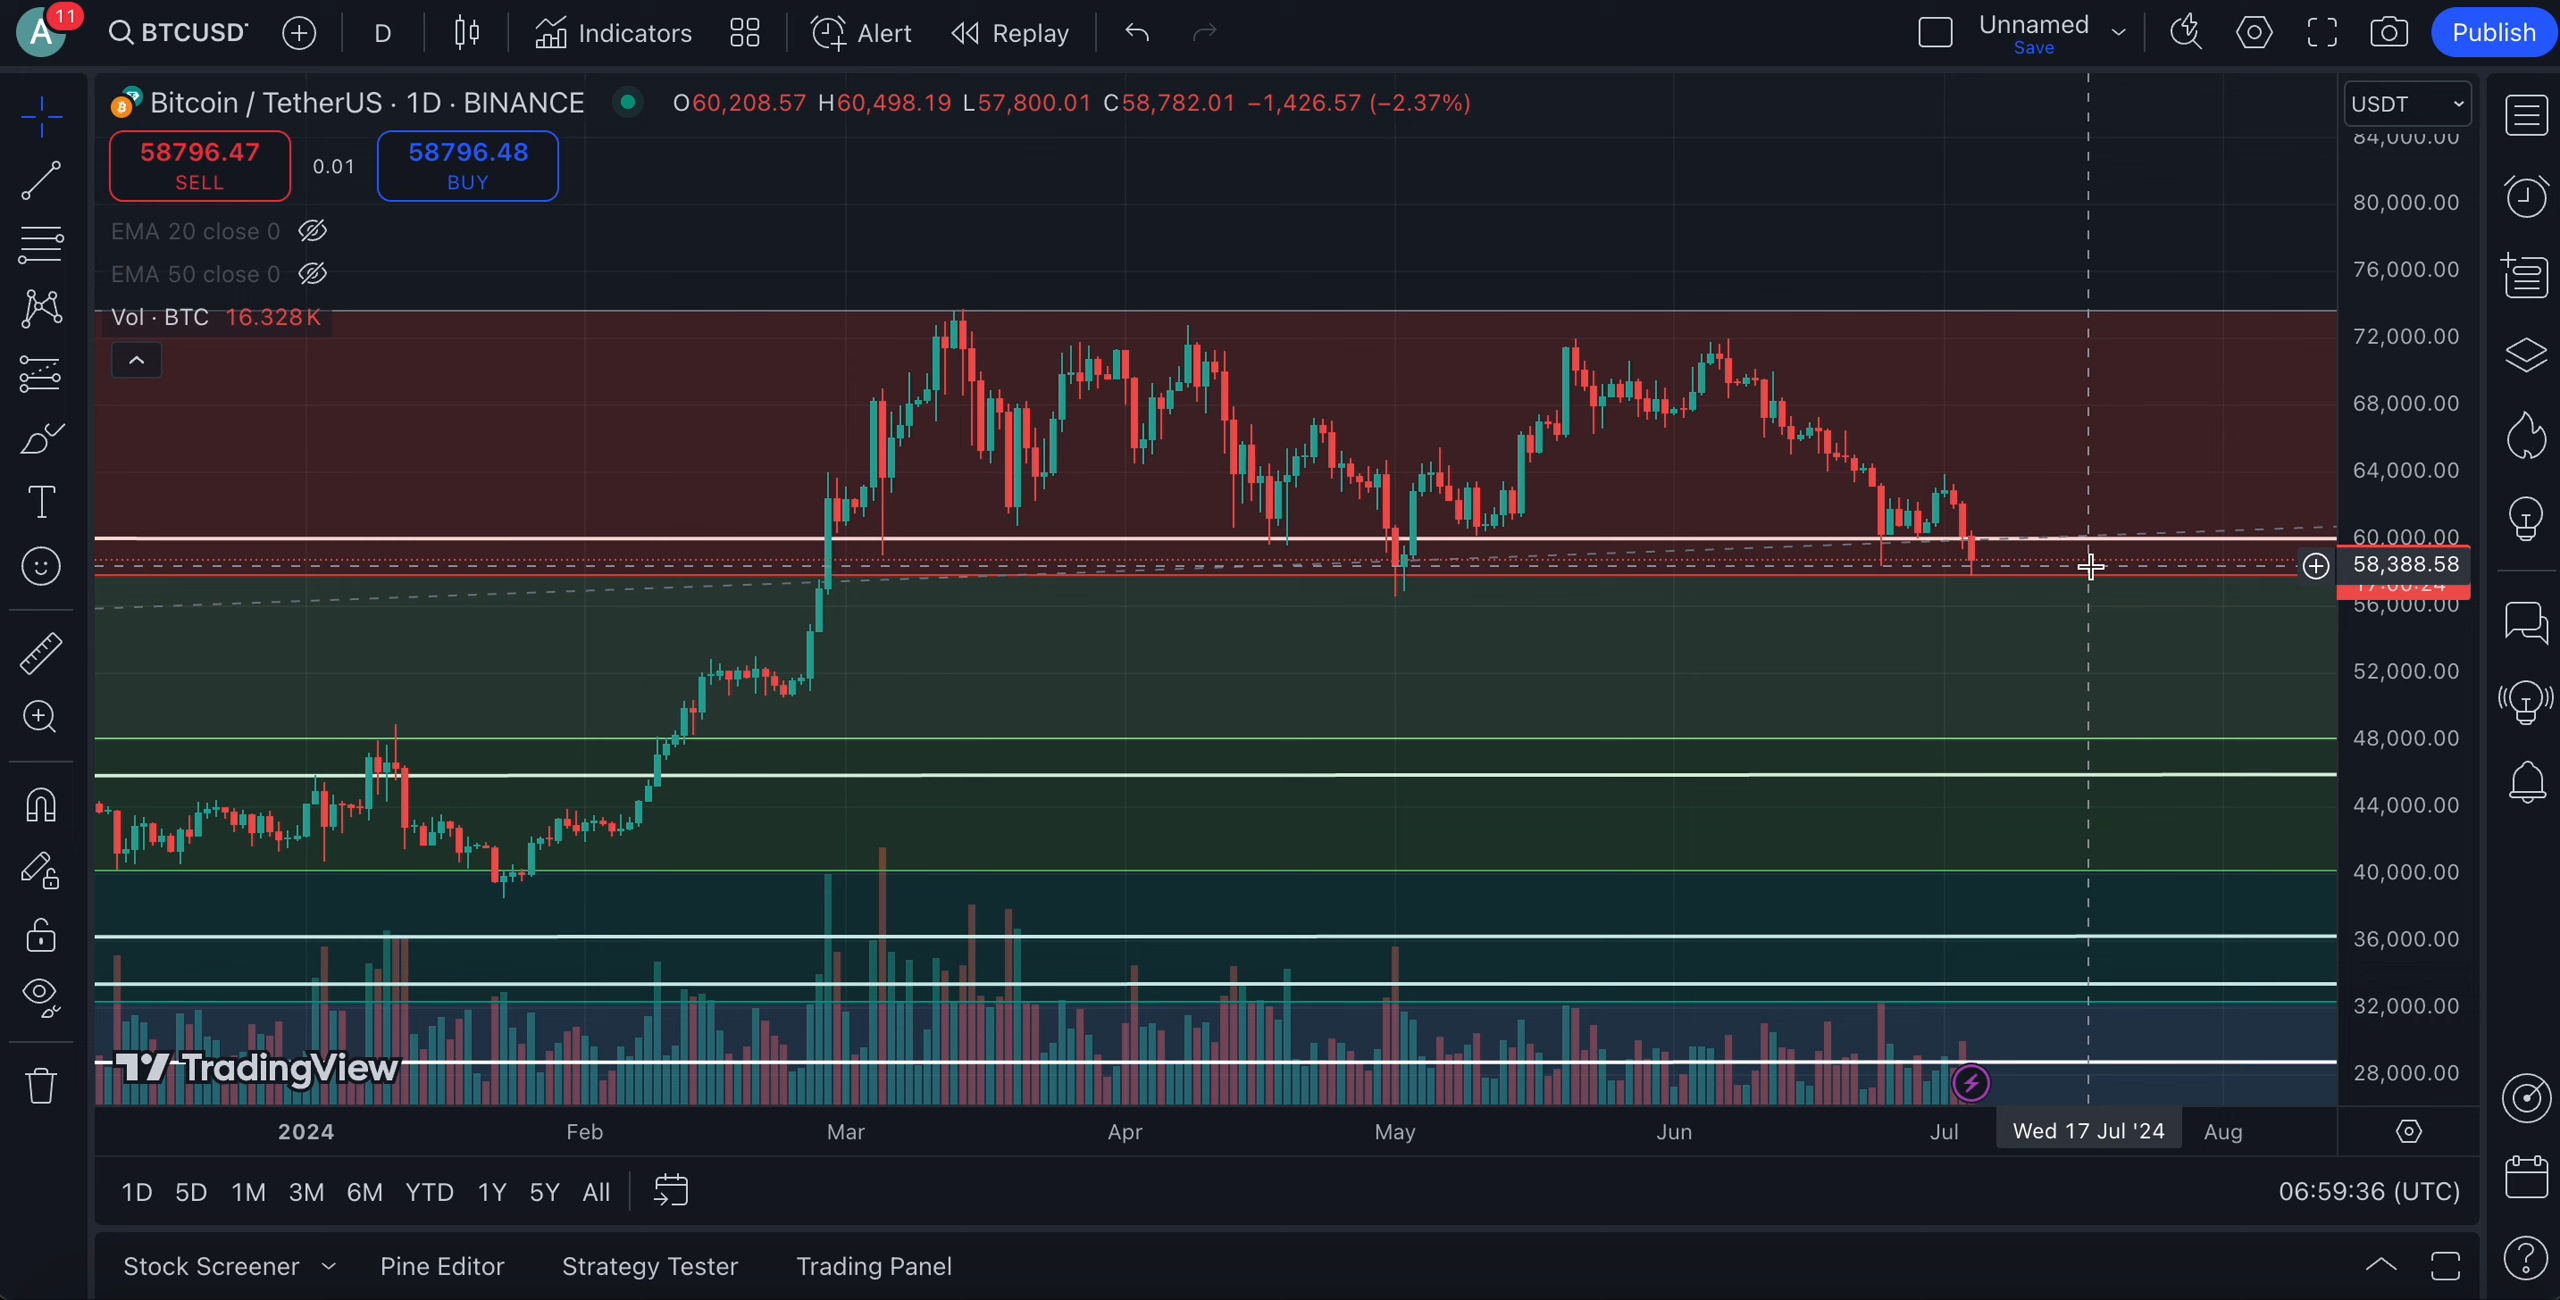 A 11 BTCUSDT D Indicators Alert Replay Unnamed Save Publish
Bitcoin / TetherUS · 1D · BINANCE O60,208.57 H60,498.19 L57,800.01 C58,782.01 −1,426.57 (−2.37%)
USDT
58796.47 SELL 0.01 58796.48 BUY
EMA 20 close 0
EMA 50 close 0
Vol · BTC 16.328K
84,000.00
80,000.00
76,000.00
72,000.00
68,000.00
64,000.00
60,000.00
58,388.58
17:00:24
56,000.00
52,000.00
48,000.00
44,000.00
40,000.00
36,000.00
32,000.00
28,000.00
TradingView
2024 Feb Mar Apr May Jun Jul Wed 17 Jul '24 Aug
1D 5D 1M 3M 6M YTD 1Y 5Y All 06:59:36 (UTC)
Stock Screener Pine Editor Strategy Tester Trading Panel